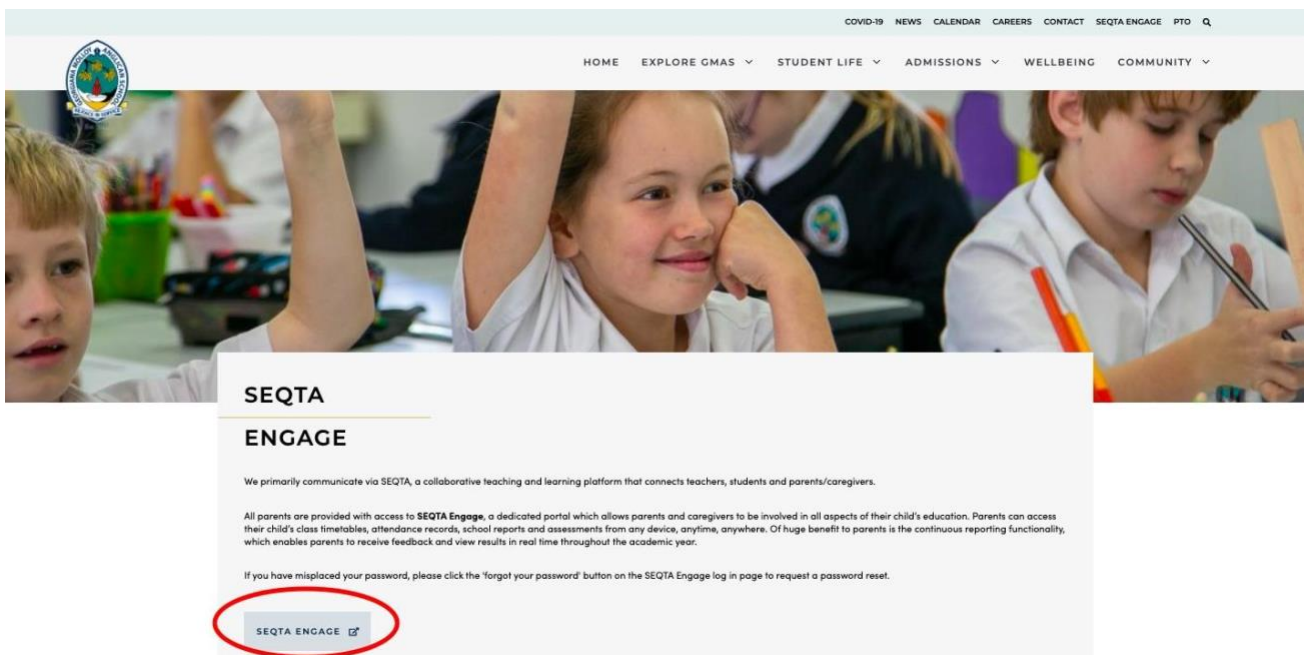 COVID-19 NEWS CALENDAR CAREERS CONTACT SEQTA ENGAGE PTO
HOME EXPLORE GMAS STUDENT LIFE ADMISSIONS WELLBEING COMMUNITY
GEORGIANA MOLLOY ANGLICAN SCHOOL
SEQTA
ENGAGE
We primarily communicate via SEQTA, a collaborative teaching and learning platform that connects teachers, students and parents/caregivers.
All parents are provided with access to SEQTA Engage, a dedicated portal which allows parents and caregivers to be involved in all aspects of their child's education. Parents can access
their child's class timetables, attendance records, school reports and assessments from any device, anytime, anywhere. Of huge benefit to parents is the continuous reporting functionality,
which enables parents to receive feedback and view results in real time throughout the academic year.
If you have misplaced your password, please click the 'forgot your password' button on the SEQTA Engage log in page to request a password reset.
SEQTA ENGAGE